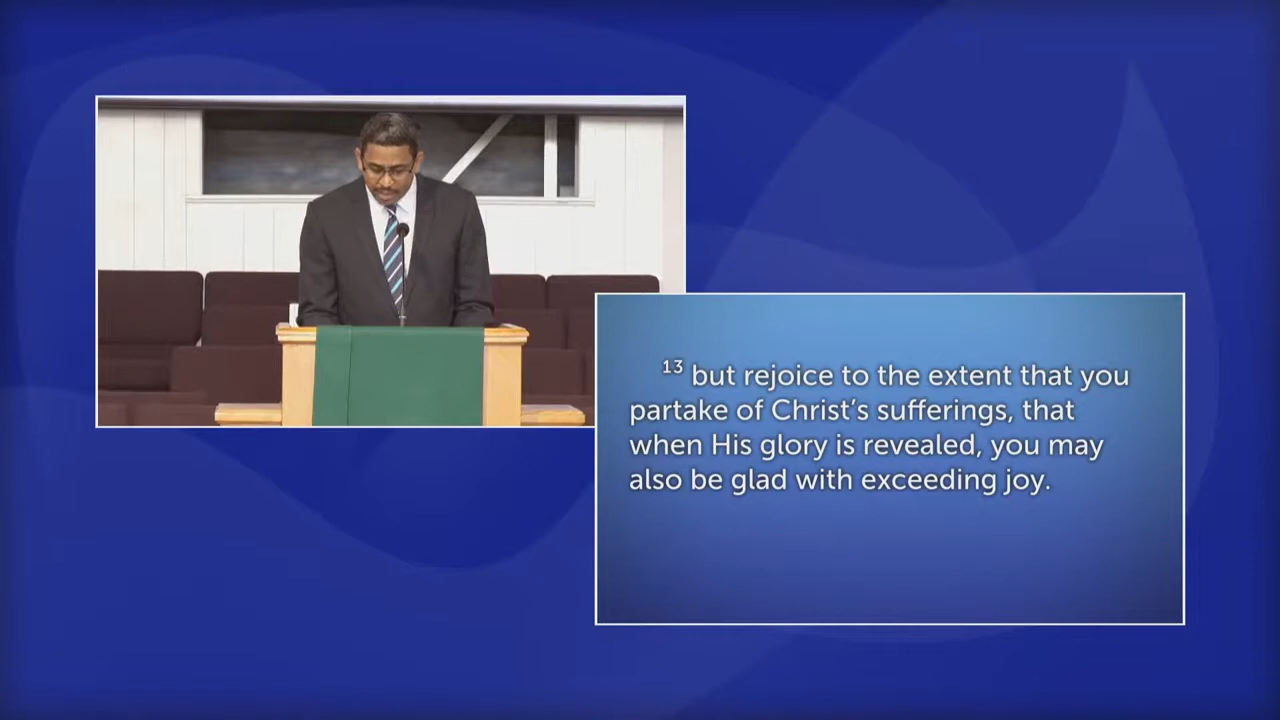 13 but rejoice to the extent that you
partake of Christ’s sufferings, that
when His glory is revealed, you may
also be glad with exceeding joy.